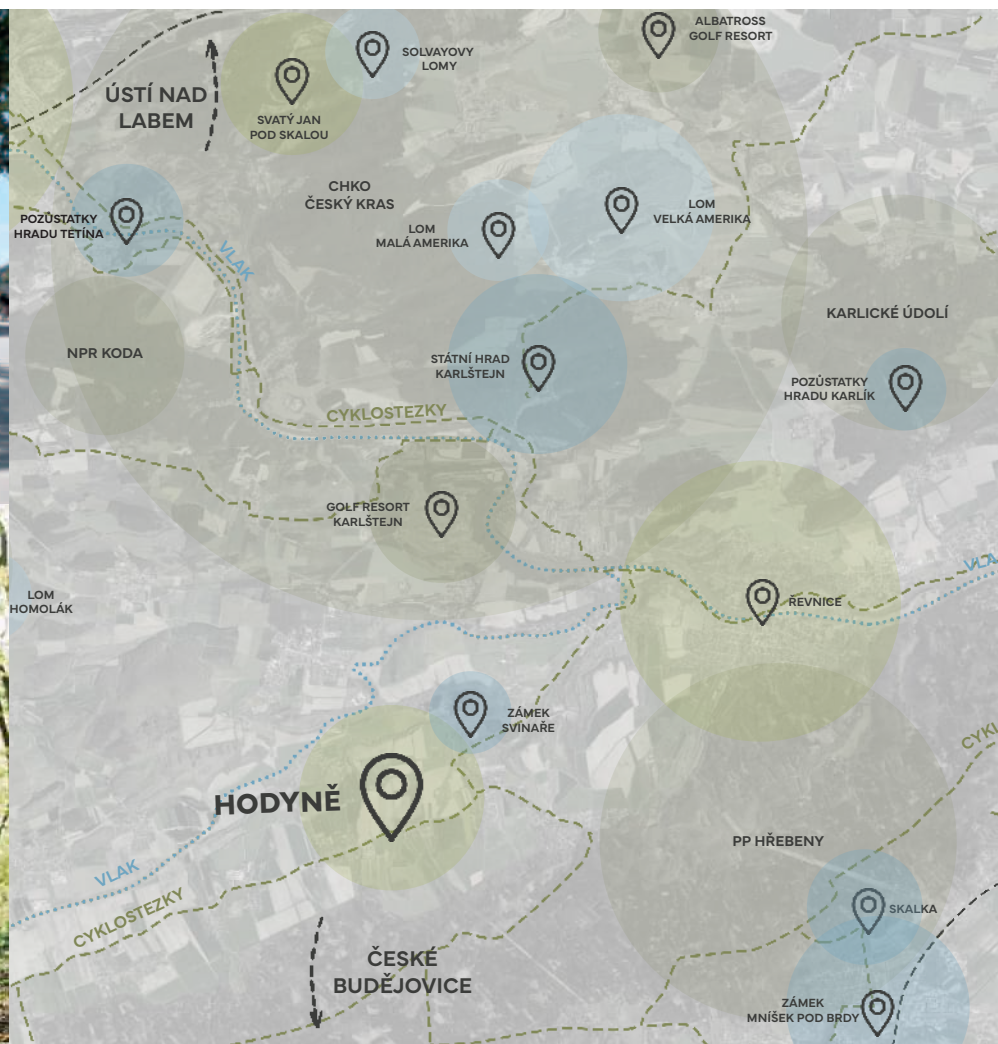 ALBATROSS
GOLF RESORT
SOLVAYOVY
LOMY
ÚSTÍ NAD
LABEM
SVATÝ JAN
POD SKALOU
CHKO
ČESKÝ KRAS
LOM
VELKÁ AMERIKA
POZŮSTATKY
HRADU TETÍNA
LOM
MALÁ AMERIKA
VLAK
KARLICKÉ ÚDOLÍ
NPR KODA
STÁTNÍ HRAD
KARLŠTEJN
POZŮSTATKY
HRADU KARLÍK
CYKLOSTEZKY
GOLF RESORT
KARLŠTEJN
VLAK
LOM
HOMOLÁK
ŘEVNICE
ZÁMEK
SVINAŘE
CYKL
HODYNĚ
PP HŘEBENY
VLAK
CYKLOSTEZKY
SKALKA
ČESKÉ
BUDĚJOVICE
ZÁMEK
MNÍŠEK POD BRDY